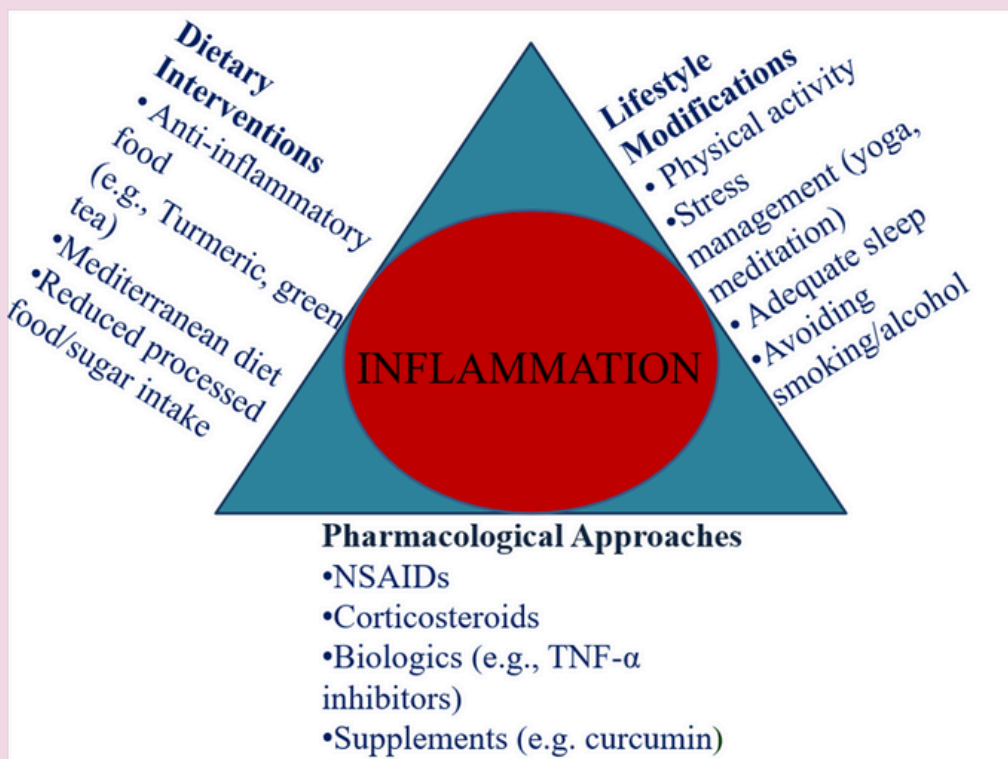 Dietary
Interventions
• Anti-inflammatory
food
(e.g., Turmeric, green
tea)
•Mediterranean diet
•Reduced processed
food/sugar intake
Lifestyle
Modifications
• Physical activity
•Stress
management (yoga,
meditation)
• Adequate sleep
•Avoiding
smoking/alcohol
INFLAMMATION
Pharmacological Approaches
•NSAIDs
•Corticosteroids
•Biologics (e.g., TNF-α
inhibitors)
•Supplements (e.g. curcumin)